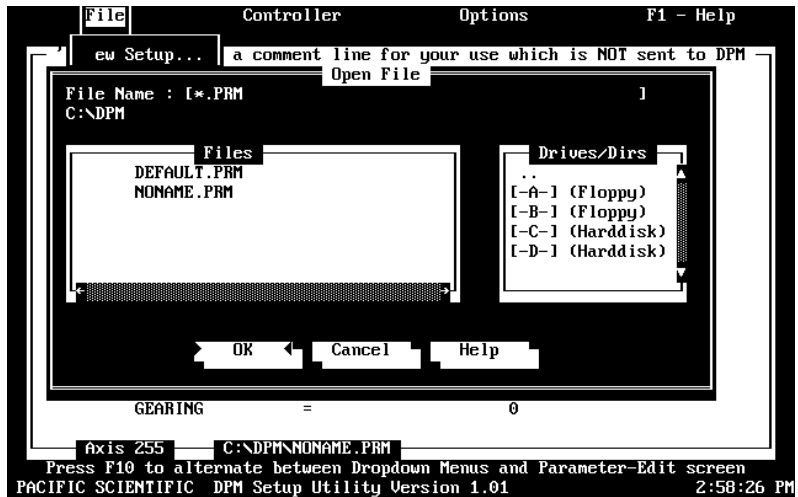 File Controller Options F1 - Help
ew Setup... a comment line for your use which is NOT sent to DPM
Open File
File Name : [*.PRM ]
C:\DPM
Files Drives/Dirs
DEFAULT.PRM ..
NONAME.PRM [-A-] (Floppy)
[-B-] (Floppy)
[-C-] (Harddisk)
[-D-] (Harddisk)
OK Cancel Help
GEARING = 0
Axis 255 C:\DPM\NONAME.PRM
Press F10 to alternate between Dropdown Menus and Parameter-Edit screen
PACIFIC SCIENTIFIC DPM Setup Utility Version 1.01 2:58:26 PM